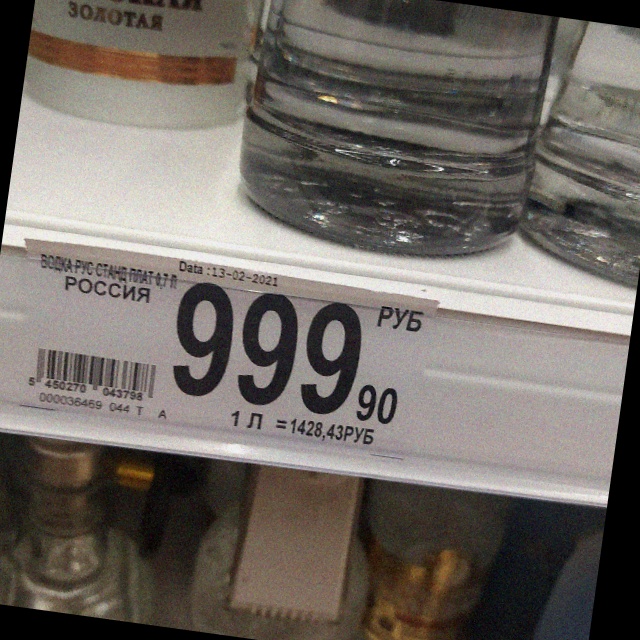 ЗОЛОТАЯ
ВОДКА РУС СТАНД ПЛАТ 0,7 Л
Data :13-02-2021
РОССИЯ
999 90
РУБ
5 450270 043798
000036469 044 T A
1 Л =1428,43РУБ